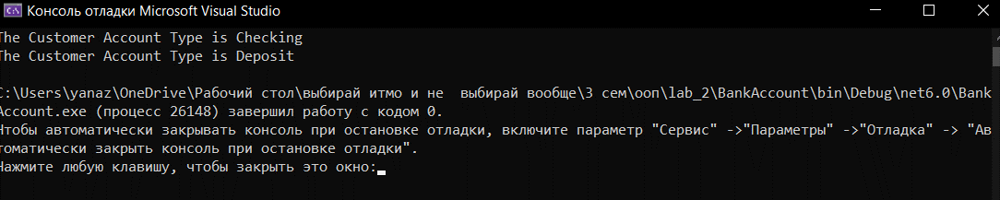 Консоль отладки Microsoft Visual Studio
The Customer Account Type is Checking
The Customer Account Type is Deposit
C:\Users\yanaz\OneDrive\Рабочий стол\выбирай итмо и не  выбирай вообще\3 сем\ооп\lab_2\BankAccount\bin\Debug\net6.0\Bank
Account.exe (процесс 26148) завершил работу с кодом 0.
Чтобы автоматически закрывать консоль при остановке отладки, включите параметр "Сервис" ->"Параметры" ->"Отладка" -> "Ав
томатически закрыть консоль при остановке отладки".
Нажмите любую клавишу, чтобы закрыть это окно: